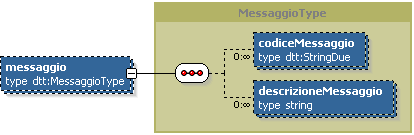 MessaggioType
messaggio
type dtt:MessaggioType
0:∞
codiceMessaggio
type dtt:StringDue
0:∞
descrizioneMessaggio
type string